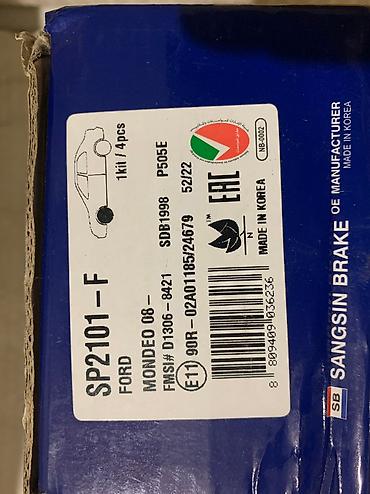 1kit / 4pcs
SP2101-F
FORD
MONDEO 08-
FMSI# D1306-8421 SDB1998 P505E
E11 90R-02A01185/24679 52/22
EAC
N
MADE IN KOREA
NB-0002
8 809409 036236
SB SANGSIN BRAKE OE MANUFACTURER
MADE IN KOREA